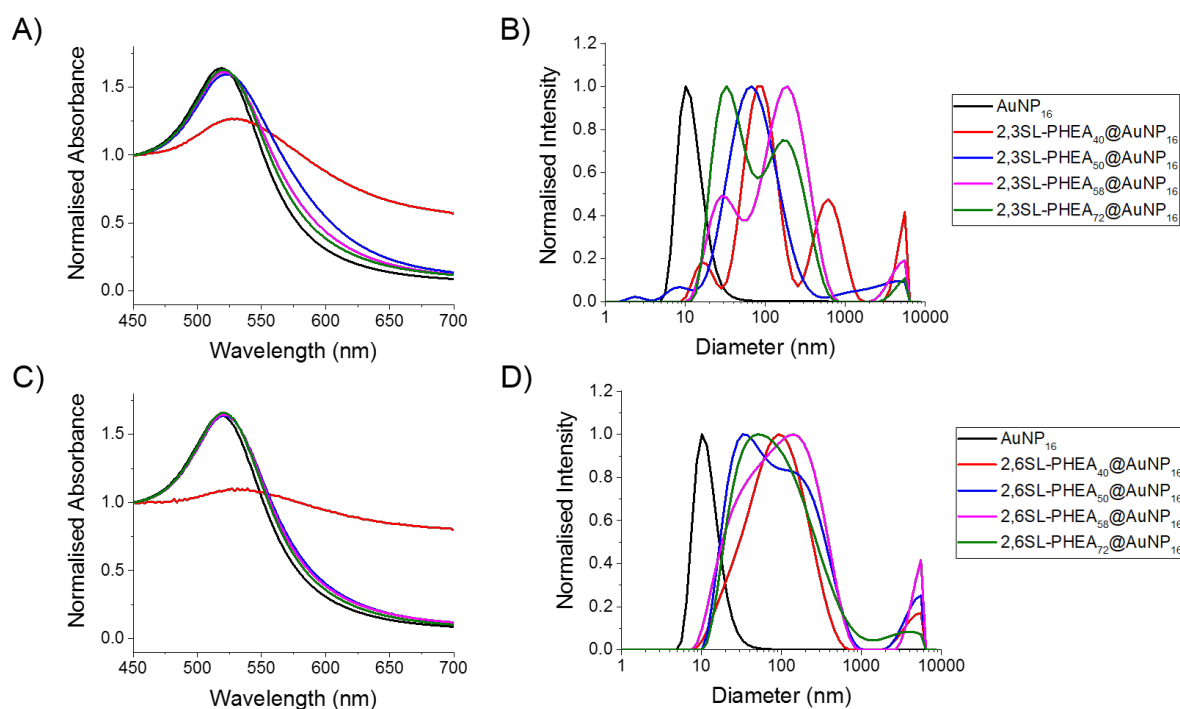 A)
Normalised Absorbance
1.5
1.0
0.5
0.0
450 500 550 600 650 700
Wavelength (nm)
B)
Normalised Intensity
1.2
1.0
0.8
0.6
0.4
0.2
0.0
1 10 100 1000 10000
Diameter (nm)
AuNP16
2,3SL-PHEA40@AuNP16
2,3SL-PHEA50@AuNP16
2,3SL-PHEA58@AuNP16
2,3SL-PHEA72@AuNP16
C)
Normalised Absorbance
1.5
1.0
0.5
0.0
450 500 550 600 650 700
Wavelength (nm)
D)
Normalised Intensity
1.2
1.0
0.8
0.6
0.4
0.2
0.0
1 10 100 1000 10000
Diameter (nm)
AuNP16
2,6SL-PHEA40@AuNP16
2,6SL-PHEA50@AuNP16
2,6SL-PHEA58@AuNP16
2,6SL-PHEA72@AuNP16